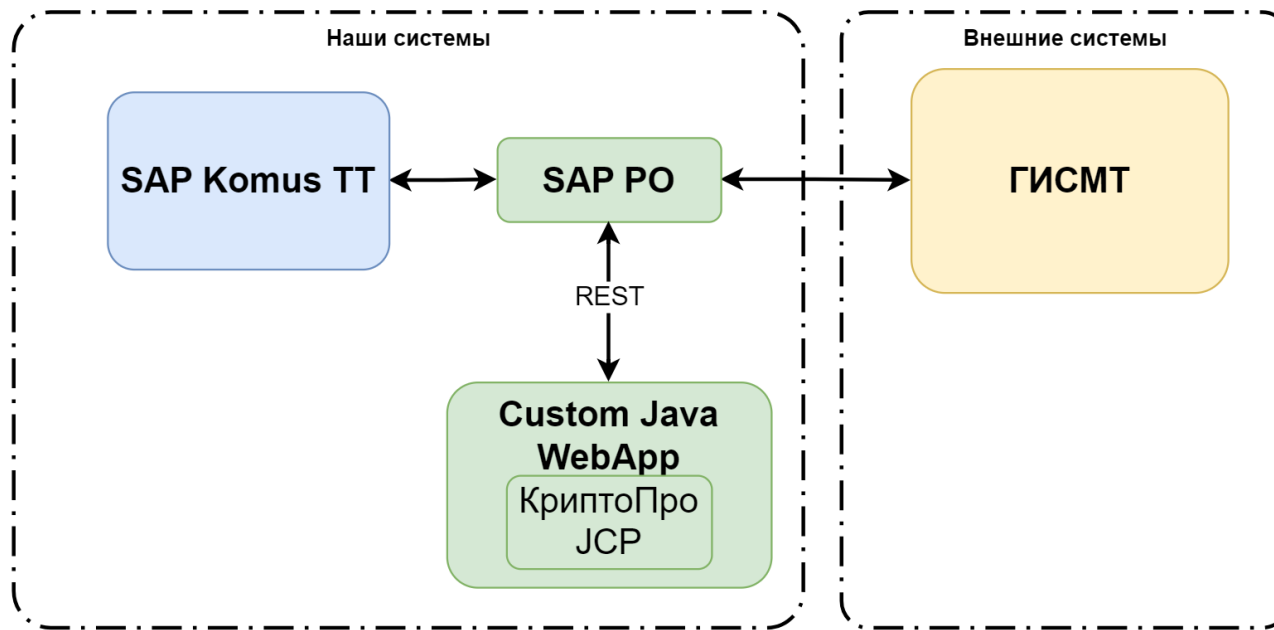 Наши системы
Внешние системы
SAP Komus TT
SAP PO
ГИСМТ
REST
Custom Java
WebApp
КриптоПро
JCP